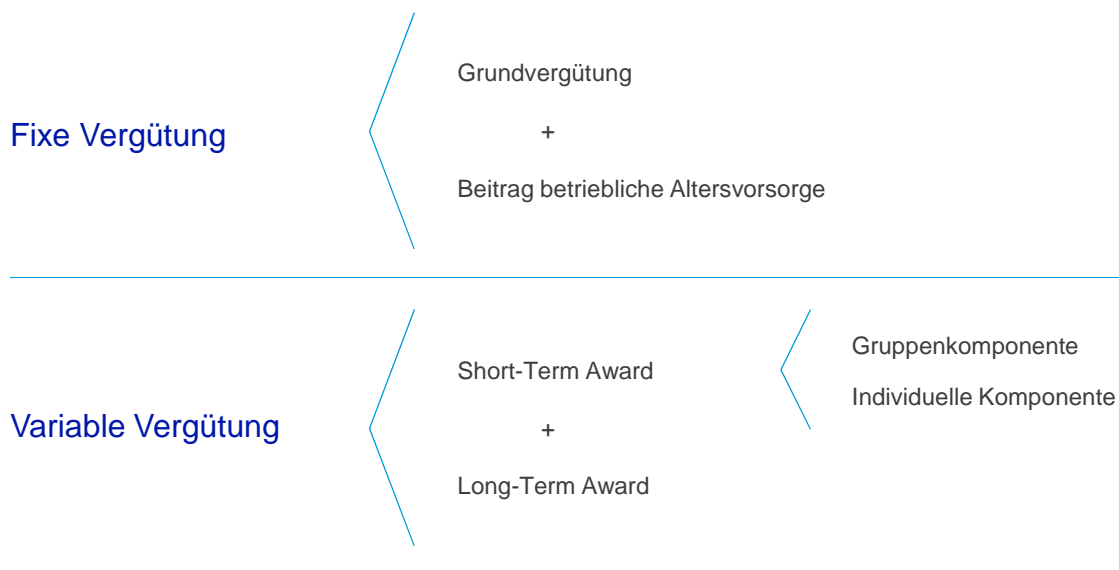 Fixe Vergütung
Grundvergütung
+
Beitrag betriebliche Altersvorsorge
Variable Vergütung
Short-Term Award
+
Long-Term Award
Gruppenkomponente
Individuelle Komponente